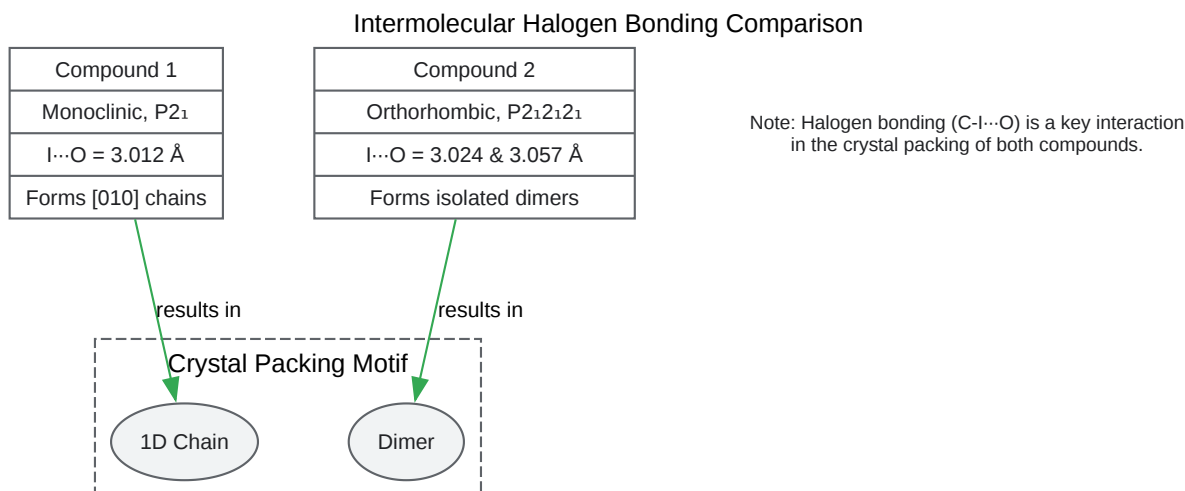 Intermolecular Halogen Bonding Comparison
Compound 1
Monoclinic, P2₁
I···O = 3.012 Å
Forms [010] chains
Compound 2
Orthorhombic, P2₁2₁2₁
I···O = 3.024 & 3.057 Å
Forms isolated dimers
Note: Halogen bonding (C-I···O) is a key interaction
in the crystal packing of both compounds.
results in
results in
Crystal Packing Motif
1D Chain
Dimer